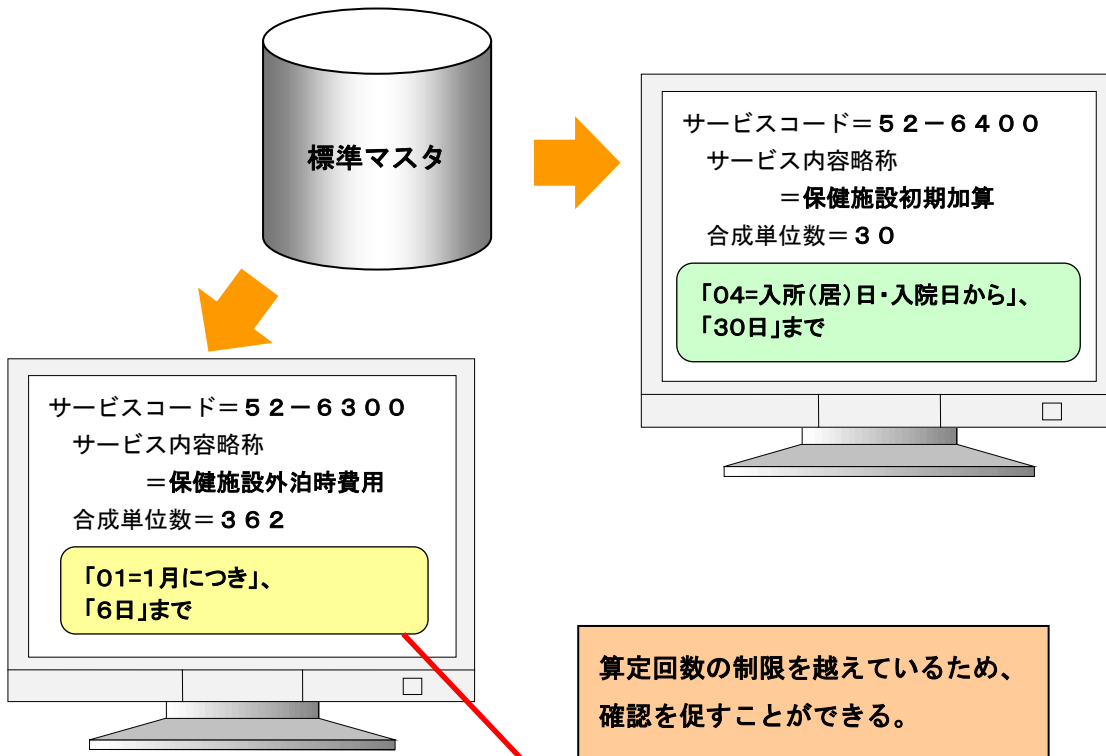 標準マスタ
サービスコード＝５２－６４００
サービス内容略称
＝保健施設初期加算
合成単位数＝３０
「04=入所(居)日・入院日から」、
「30日」まで
サービスコード＝５２－６３００
サービス内容略称
＝保健施設外泊時費用
合成単位数＝３６２
「01=1月につき」、
「6日」まで
算定回数の制限を越えているため、
確認を促すことができる。